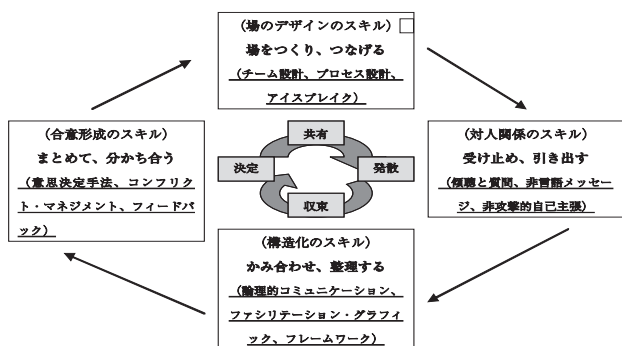 （場のデザインのスキル）
場をつくり、つなげる
（チーム設計、プロセス設計、
アイスブレイク）
（合意形成のスキル）
まとめて、分かち合う
（意思決定手法、コンフリク
ト・マネジメント、フィードバ
ック）
共有
決定
発散
収束
（対人関係のスキル）
受け止め、引き出す
（傾聴と質問、非言語メッセー
ジ、非攻撃的自己主張）
（構造化のスキル）
かみ合わせ、整理する
（論理的コミュニケーション、
ファシリテーション・グラフィ
ック、フレームワーク）